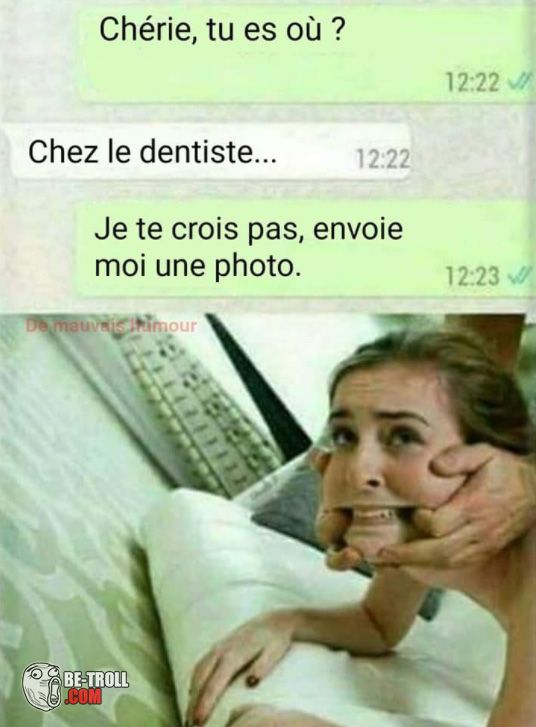 Chérie, tu es où ?
12:22
Chez le dentiste...
12:22
Je te crois pas, envoie
moi une photo.
12:23
De mauvais humour
BE-TROLL
.COM